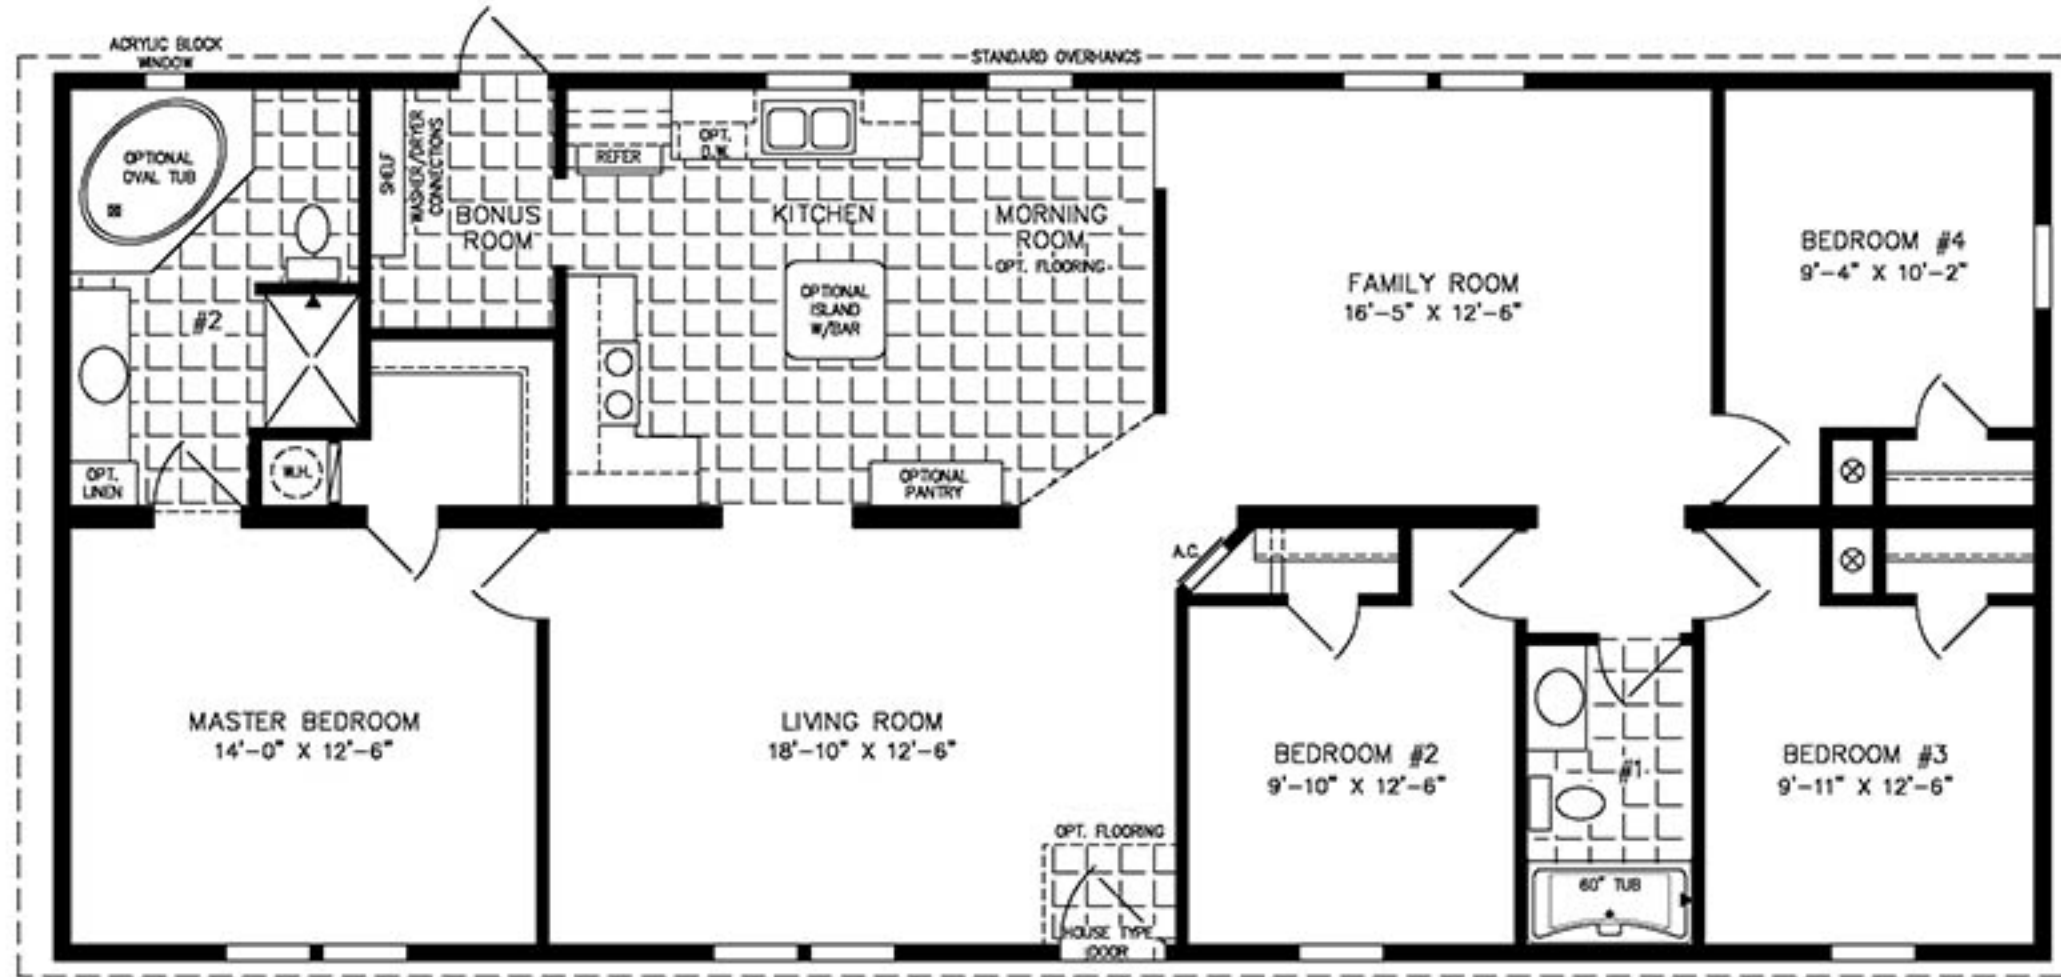 ACRYLIC BLOCK
WINDOW
STANDARD OVERHANGS
OPTIONAL
OVAL TUB
SHELF
WASHER/DRYER
CONNECTIONS
BONUS
ROOM
REFER
OPT.
D.W.
KITCHEN
MORNING
ROOM
OPT. FLOORING
OPTIONAL
ISLAND
W/BAR
FAMILY ROOM
16'-5" X 12'-6"
BEDROOM #4
9'-4" X 10'-2"
#2
OPT.
LINEN
W.H.
OPTIONAL
PANTRY
A.C.
MASTER BEDROOM
14'-0" X 12'-6"
LIVING ROOM
18'-10" X 12'-6"
BEDROOM #2
9'-10" X 12'-6"
#1
BEDROOM #3
9'-11" X 12'-6"
OPT. FLOORING
HOUSE TYPE
DOOR
60" TUB